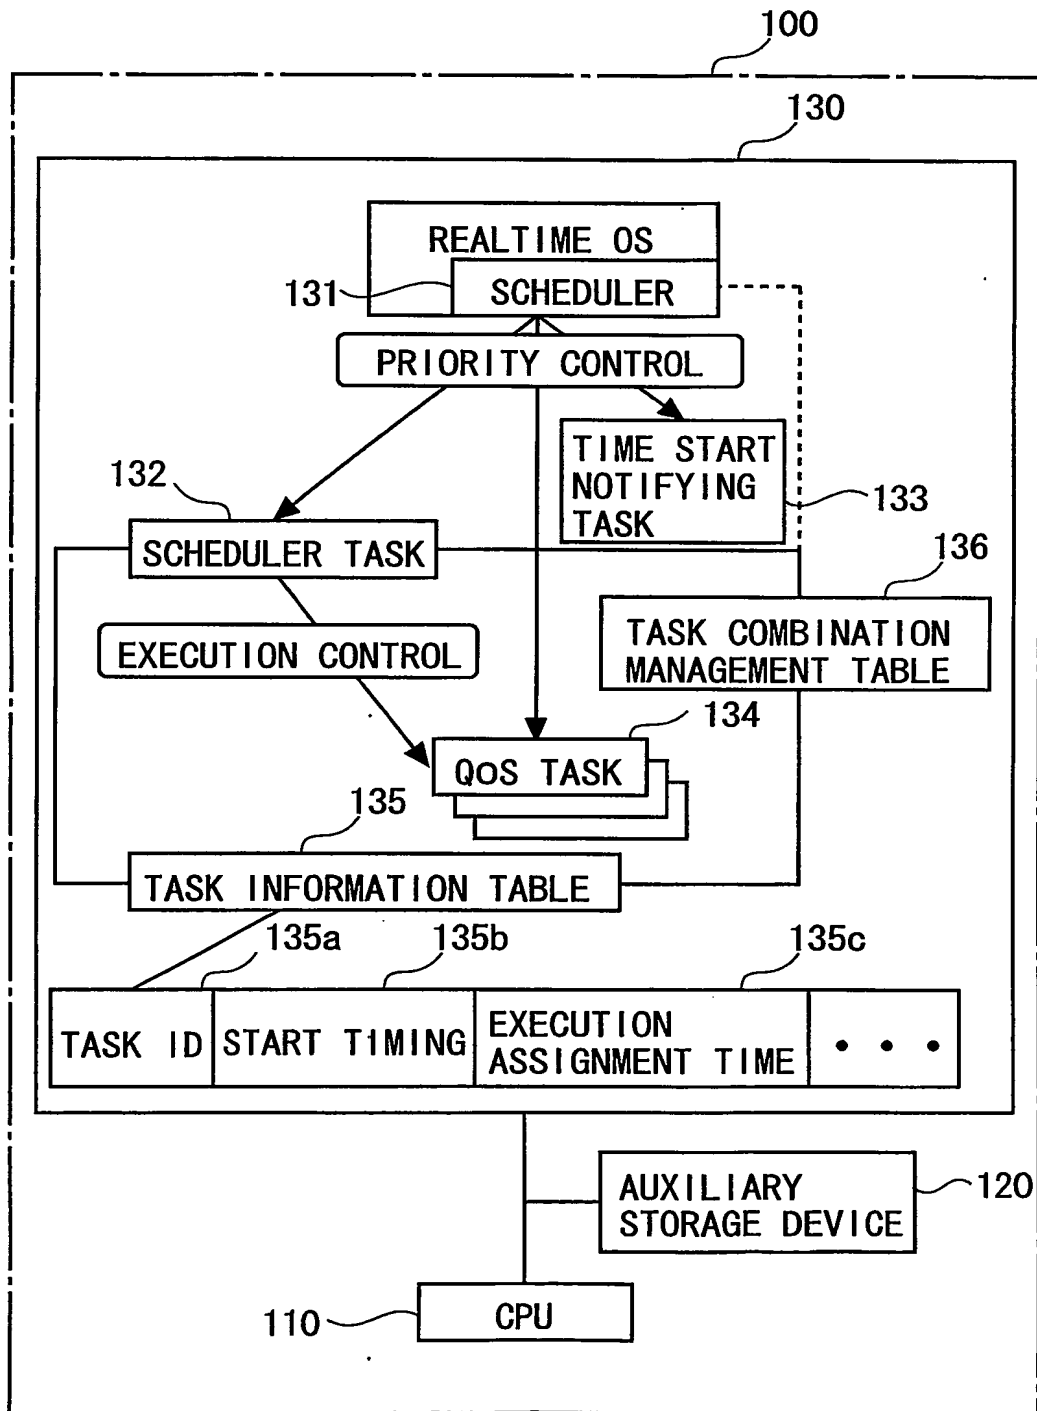 100
130
REALTIME OS
131
SCHEDULER
PRIORITY CONTROL
TIME START
NOTIFYING
TASK
133
132
SCHEDULER TASK
136
TASK COMBINATION
MANAGEMENT TABLE
EXECUTION CONTROL
134
QOS TASK
135
TASK INFORMATION TABLE
135a
135b
135c
TASK ID
START TIMING
EXECUTION
ASSIGNMENT TIME
• • •
AUXILIARY
STORAGE DEVICE
120
110
CPU